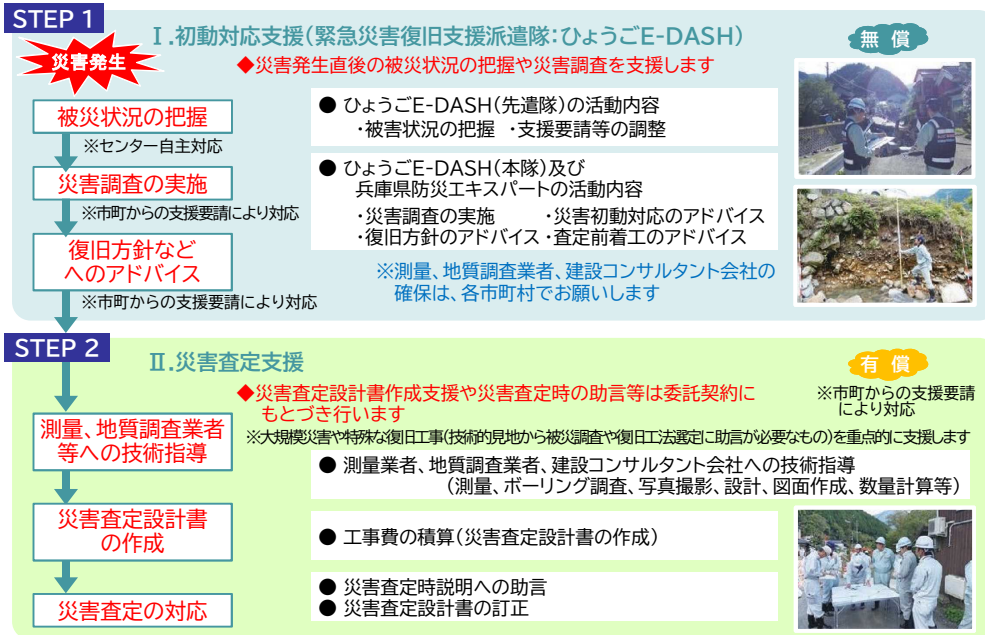 STEP 1
Ⅰ.初動対応支援(緊急災害復旧支援派遣隊:ひょうごE-DASH)
無 償
災害発生
◆災害発生直後の被災状況の把握や災害調査を支援します
被災状況の把握
※センター自主対応
● ひょうごE-DASH(先遣隊)の活動内容
・被害状況の把握 ・支援要請等の調整
災害調査の実施
※市町からの支援要請により対応
● ひょうごE-DASH(本隊)及び
兵庫県防災エキスパートの活動内容
・災害調査の実施 ・災害初動対応のアドバイス
・復旧方針のアドバイス ・査定前着工のアドバイス
復旧方針など
へのアドバイス
※市町からの支援要請により対応
※測量、地質調査業者、建設コンサルタント会社の
確保は、各市町村でお願いします
STEP 2
Ⅱ.災害査定支援
有 償
◆災害査定設計書作成支援や災害査定時の助言等は委託契約に
もとづき行います
※市町からの支援要請
により対応
※大規模災害や特殊な復旧工事(技術的見地から被災調査や復旧工法選定に助言が必要なもの)を重点的に支援します
測量、地質調査業者
等への技術指導
● 測量業者、地質調査業者、建設コンサルタント会社への技術指導
(測量、ボーリング調査、写真撮影、設計、図面作成、数量計算等)
災害査定設計書
の作成
● 工事費の積算(災害査定設計書の作成)
災害査定の対応
● 災害査定時説明への助言
● 災害査定設計書の訂正